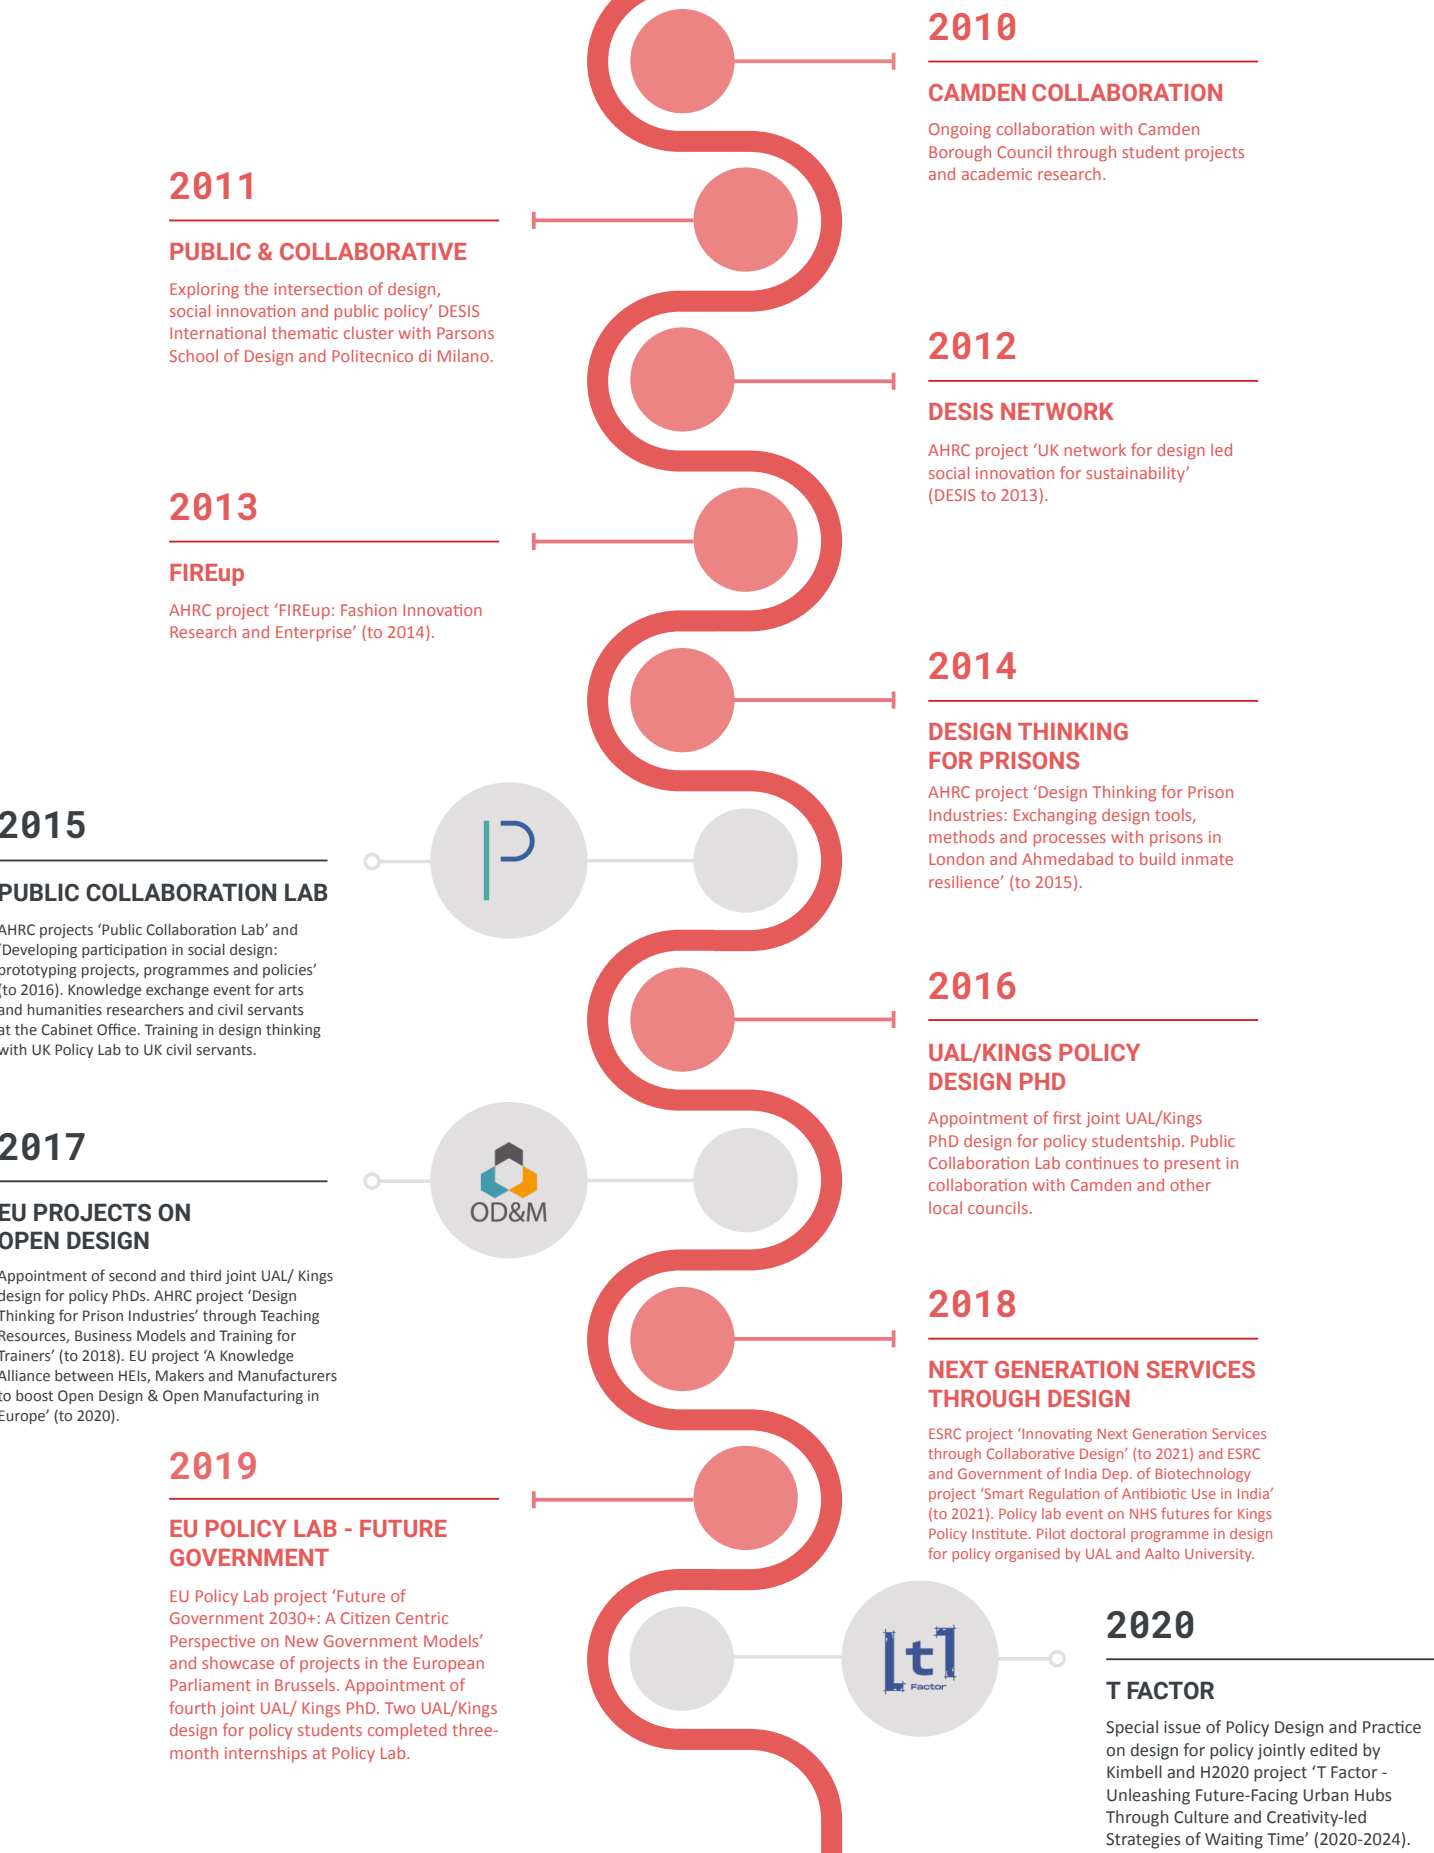 2010
CAMDEN COLLABORATION
Ongoing collaboration with Camden
Borough Council through student projects
and academic research.
2011
PUBLIC & COLLABORATIVE
Exploring the intersection of design,
social innovation and public policy’ DESIS
International thematic cluster with Parsons
School of Design and Politecnico di Milano.
2012
DESIS NETWORK
AHRC project ‘UK network for design led
social innovation for sustainability’
(DESIS to 2013).
2013
FIREup
AHRC project ‘FIREup: Fashion Innovation
Research and Enterprise’ (to 2014).
2014
DESIGN THINKING
FOR PRISONS
AHRC project ‘Design Thinking for Prison
Industries: Exchanging design tools,
methods and processes with prisons in
London and Ahmedabad to build inmate
resilience’ (to 2015).
2015
PUBLIC COLLABORATION LAB
AHRC projects ‘Public Collaboration Lab’ and
‘Developing participation in social design:
prototyping projects, programmes and policies’
(to 2016). Knowledge exchange event for arts
and humanities researchers and civil servants
at the Cabinet Office. Training in design thinking
with UK Policy Lab to UK civil servants.
P
2016
UAL/KINGS POLICY
DESIGN PHD
Appointment of first joint UAL/Kings
PhD design for policy studentship. Public
Collaboration Lab continues to present in
collaboration with Camden and other
local councils.
2017
EU PROJECTS ON
OPEN DESIGN
Appointment of second and third joint UAL/ Kings
design for policy PhDs. AHRC project ‘Design
Thinking for Prison Industries’ through Teaching
Resources, Business Models and Training for
Trainers’ (to 2018). EU project ‘A Knowledge
Alliance between HEIs, Makers and Manufacturers
to boost Open Design & Open Manufacturing in
Europe’ (to 2020).
OD&M
2018
NEXT GENERATION SERVICES
THROUGH DESIGN
ESRC project ‘Innovating Next Generation Services
through Collaborative Design’ (to 2021) and ESRC
and Government of India Dep. of Biotechnology
project ‘Smart Regulation of Antibiotic Use in India’
(to 2021). Policy lab event on NHS futures for Kings
Policy Institute. Pilot doctoral programme in design
for policy organised by UAL and Aalto University.
2019
EU POLICY LAB - FUTURE
GOVERNMENT
EU Policy Lab project ‘Future of
Government 2030+: A Citizen Centric
Perspective on New Government Models’
and showcase of projects in the European
Parliament in Brussels. Appointment of
fourth joint UAL/ Kings PhD. Two UAL/Kings
design for policy students completed three-
month internships at Policy Lab.
[t]
Factor
2020
T FACTOR
Special issue of Policy Design and Practice
on design for policy jointly edited by
Kimbell and H2020 project ‘T Factor -
Unleashing Future-Facing Urban Hubs
Through Culture and Creativity-led
Strategies of Waiting Time’ (2020-2024).